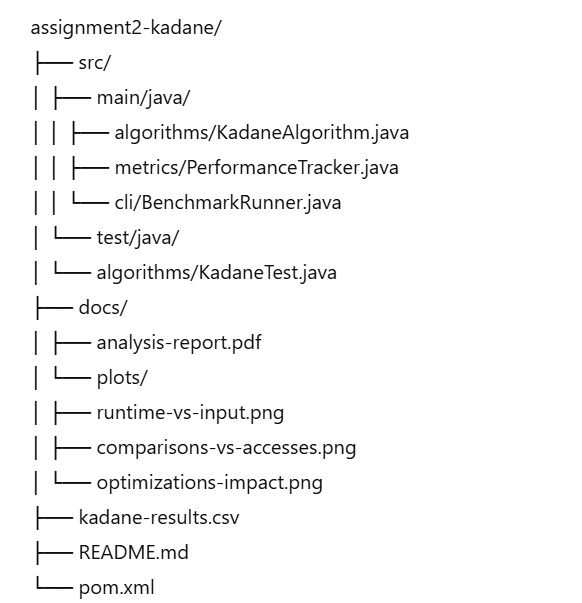 assignment2-kadane/
├── src/
│ ├── main/java/
│ │ ├── algorithms/KadaneAlgorithm.java
│ │ ├── metrics/PerformanceTracker.java
│ │ └── cli/BenchmarkRunner.java
│ └── test/java/
│ └── algorithms/KadaneTest.java
├── docs/
│ ├── analysis-report.pdf
│ └── plots/
│ ├── runtime-vs-input.png
│ ├── comparisons-vs-accesses.png
│ └── optimizations-impact.png
├── kadane-results.csv
├── README.md
└── pom.xml